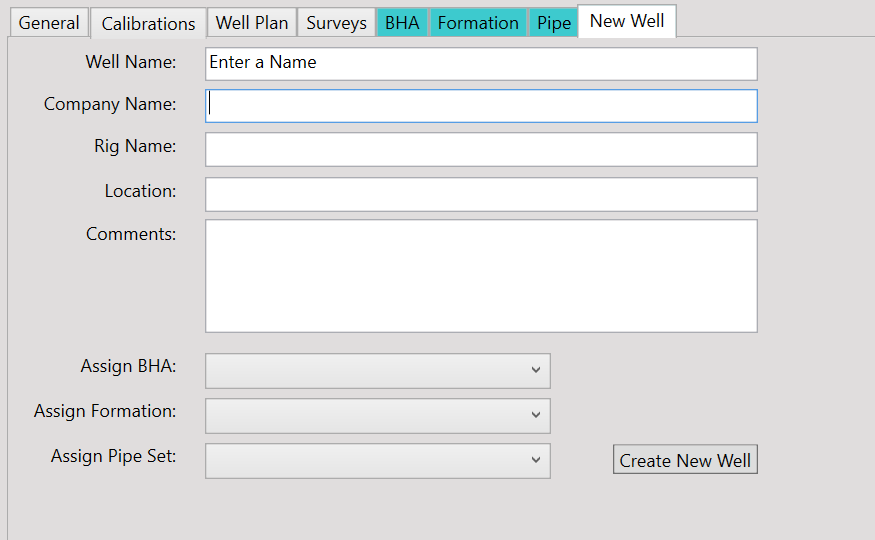 General Calibrations Well Plan Surveys BHA Formation Pipe New Well
Well Name: Enter a Name
Company Name:
Rig Name:
Location:
Comments:
Assign BHA:
Assign Formation:
Assign Pipe Set: Create New Well